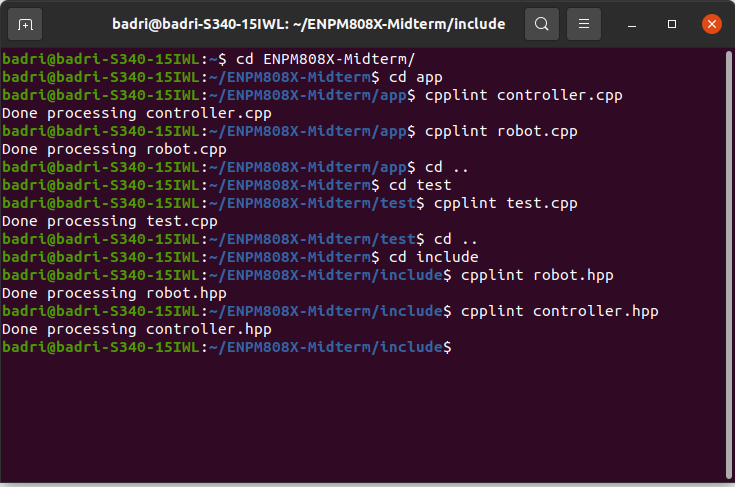 badri@badri-S340-15IWL: ~/ENPM808X-Midterm/include
badri@badri-S340-15IWL:~$ cd ENPM808X-Midterm/
badri@badri-S340-15IWL:~/ENPM808X-Midterm$ cd app
badri@badri-S340-15IWL:~/ENPM808X-Midterm/app$ cpplint controller.cpp
Done processing controller.cpp
badri@badri-S340-15IWL:~/ENPM808X-Midterm/app$ cpplint robot.cpp
Done processing robot.cpp
badri@badri-S340-15IWL:~/ENPM808X-Midterm/app$ cd ..
badri@badri-S340-15IWL:~/ENPM808X-Midterm$ cd test
badri@badri-S340-15IWL:~/ENPM808X-Midterm/test$ cpplint test.cpp
Done processing test.cpp
badri@badri-S340-15IWL:~/ENPM808X-Midterm/test$ cd ..
badri@badri-S340-15IWL:~/ENPM808X-Midterm$ cd include
badri@badri-S340-15IWL:~/ENPM808X-Midterm/include$ cpplint robot.hpp
Done processing robot.hpp
badri@badri-S340-15IWL:~/ENPM808X-Midterm/include$ cpplint controller.hpp
Done processing controller.hpp
badri@badri-S340-15IWL:~/ENPM808X-Midterm/include$